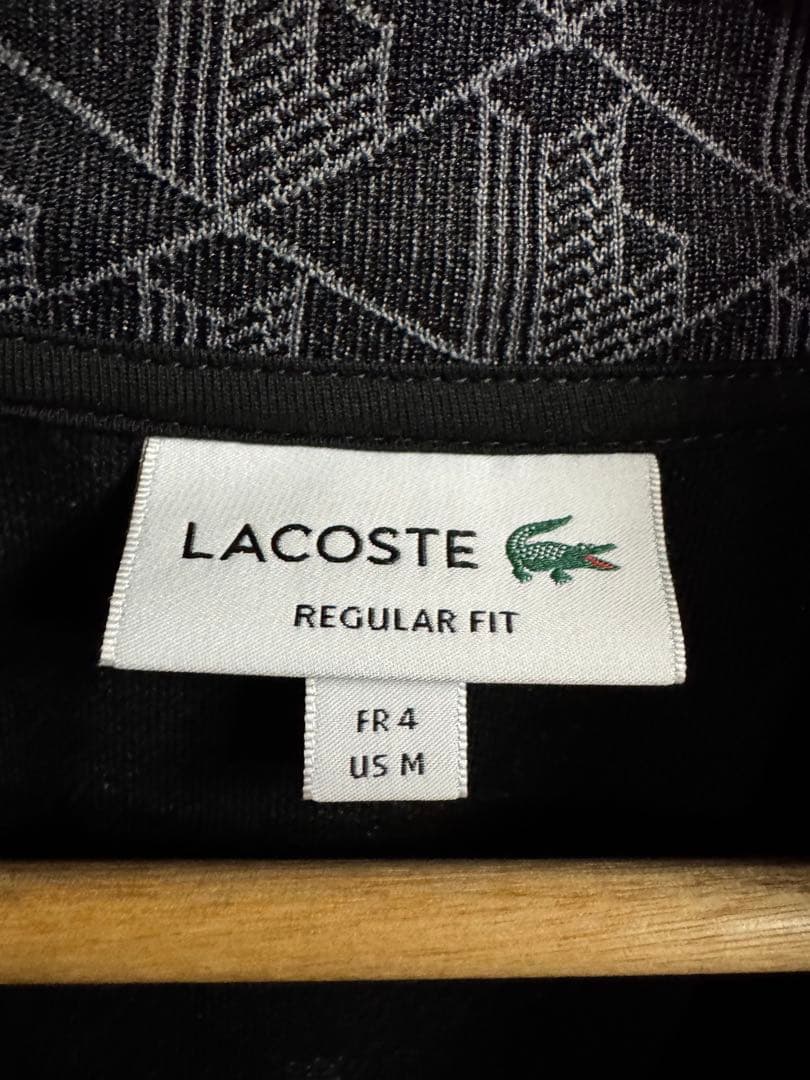 LACOSTE
REGULAR FIT
FR 4
US M